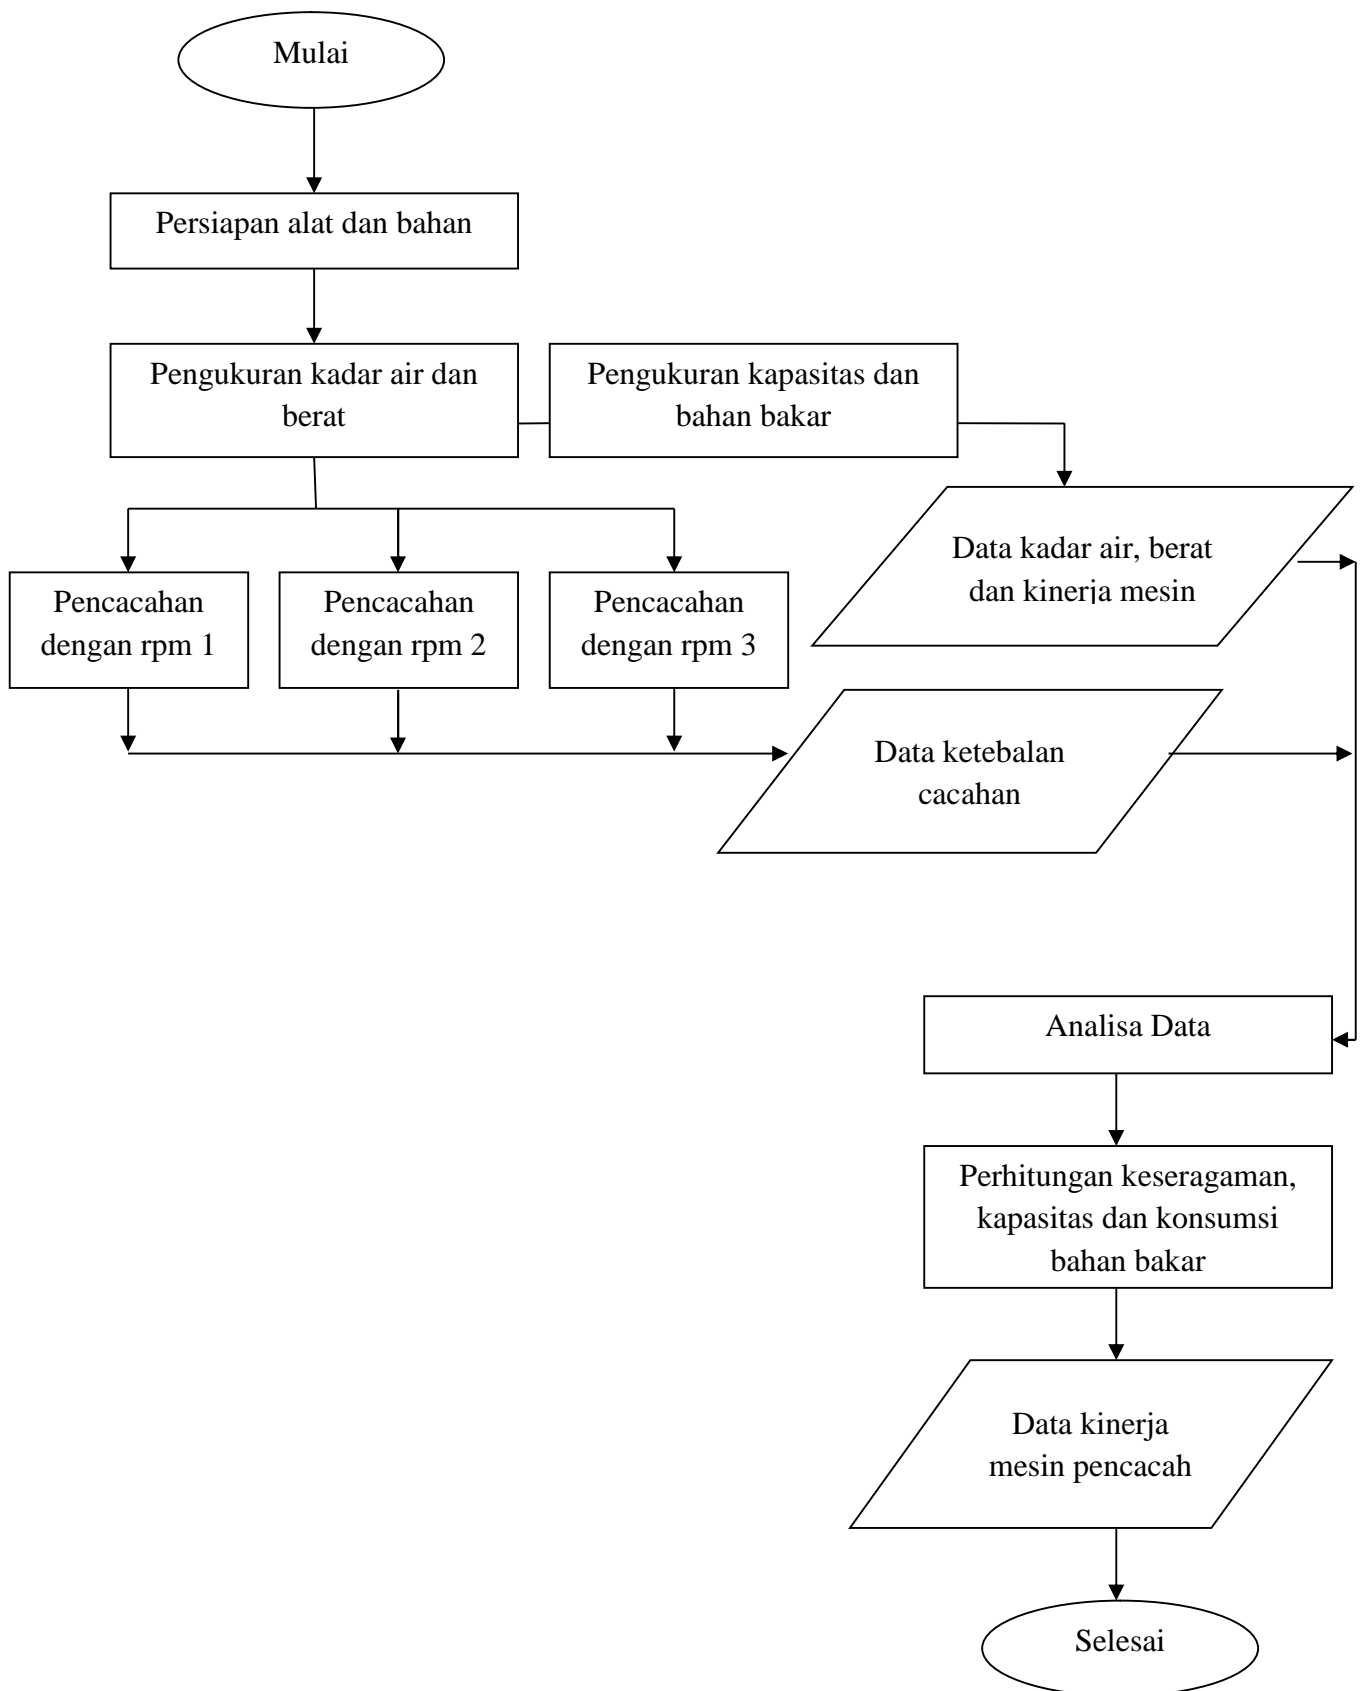 Mulai
Persiapan alat dan bahan
Pengukuran kadar air dan
berat
Pengukuran kapasitas dan
bahan bakar
Data kadar air, berat
dan kinerja mesin
Pencacahan
dengan rpm 1
Pencacahan
dengan rpm 2
Pencacahan
dengan rpm 3
Data ketebalan
cacahan
Analisa Data
Perhitungan keseragaman,
kapasitas dan konsumsi
bahan bakar
Data kinerja
mesin pencacah
Selesai